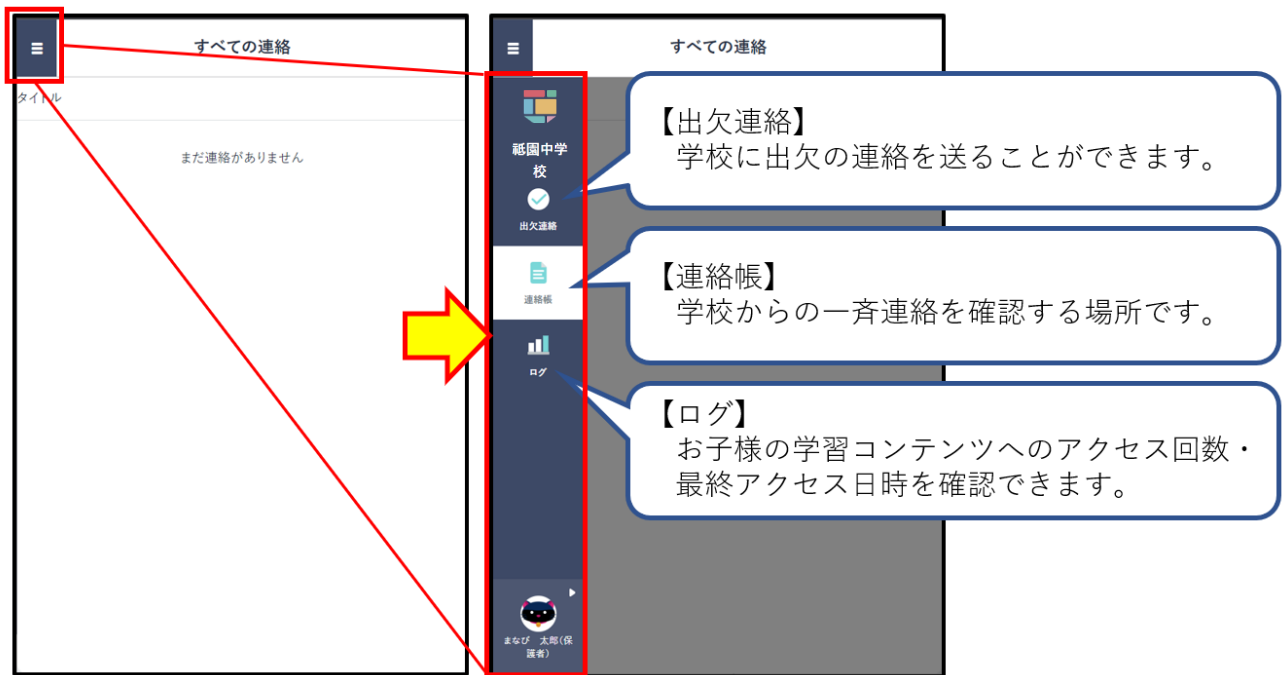 すべての連絡
タイトル
まだ連絡がありません
すべての連絡
祗園中学
校
出欠連絡
連絡帳
ログ
まなび 太郎(保
護者)
【出欠連絡】
学校に出欠の連絡を送ることができます。
【連絡帳】
学校からの一斉連絡を確認する場所です。
【ログ】
お子様の学習コンテンツへのアクセス回数・
最終アクセス日時を確認できます。